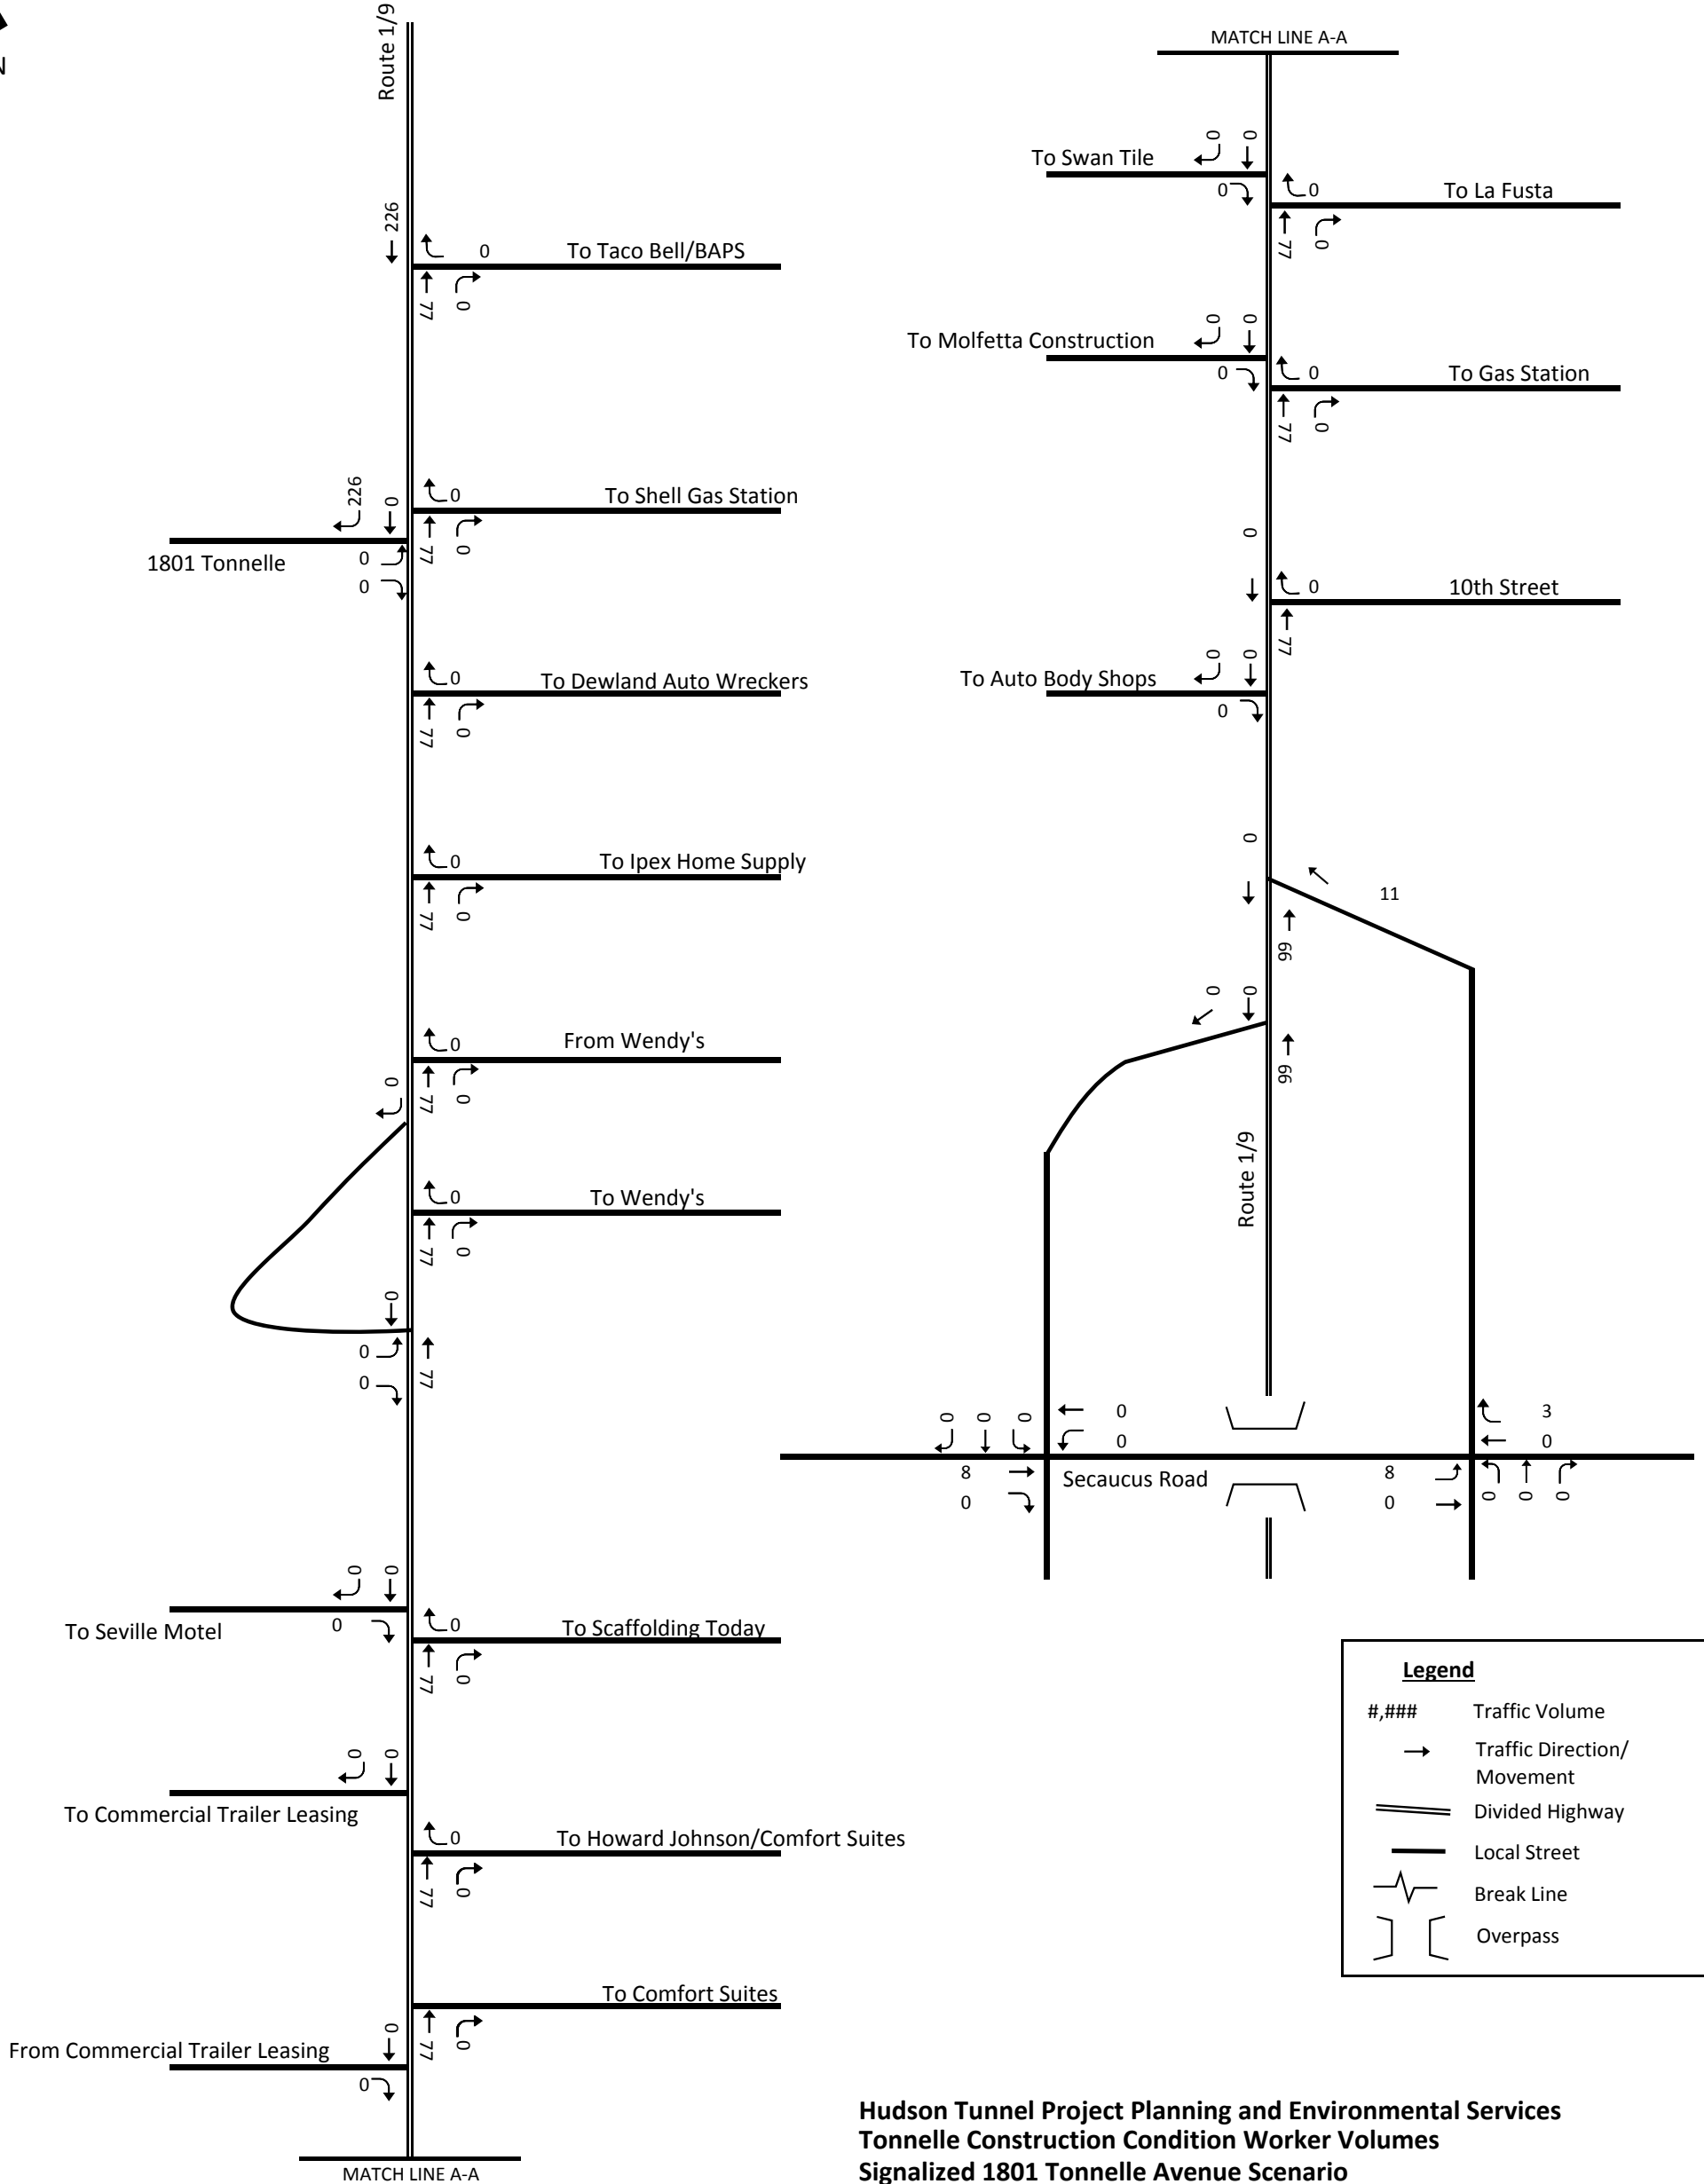 N
Route 1/9
226
0
To Taco Bell/BAPS
77
0
226
0
0
To Shell Gas Station
1801 Tonnelle
0
0
77
0
0
To Dewland Auto Wreckers
77
0
0
To Ipex Home Supply
77
0
0
From Wendy's
0
77
0
0
To Wendy's
77
0
0
0
0
77
0
0
To Seville Motel
0
0
To Scaffolding Today
77
0
0
0
To Commercial Trailer Leasing
0
To Howard Johnson/Comfort Suites
77
0
To Comfort Suites
77
0
From Commercial Trailer Leasing
0
0
MATCH LINE A-A
MATCH LINE A-A
0
0
To Swan Tile
0
0
To La Fusta
77
0
0
0
To Molfetta Construction
0
0
To Gas Station
77
0
0
0
10th Street
77
0
0
To Auto Body Shops
0
0
11
66
0
0
66
Route 1/9
0
0
0
0
0
8
0
Secaucus Road
3
0
8
0
0
0
0
Legend
#,### Traffic Volume
Traffic Direction/
Movement
Divided Highway
Local Street
Break Line
Overpass
Hudson Tunnel Project Planning and Environmental Services
Tonnelle Construction Condition Worker Volumes
Signalized 1801 Tonnelle Avenue Scenario